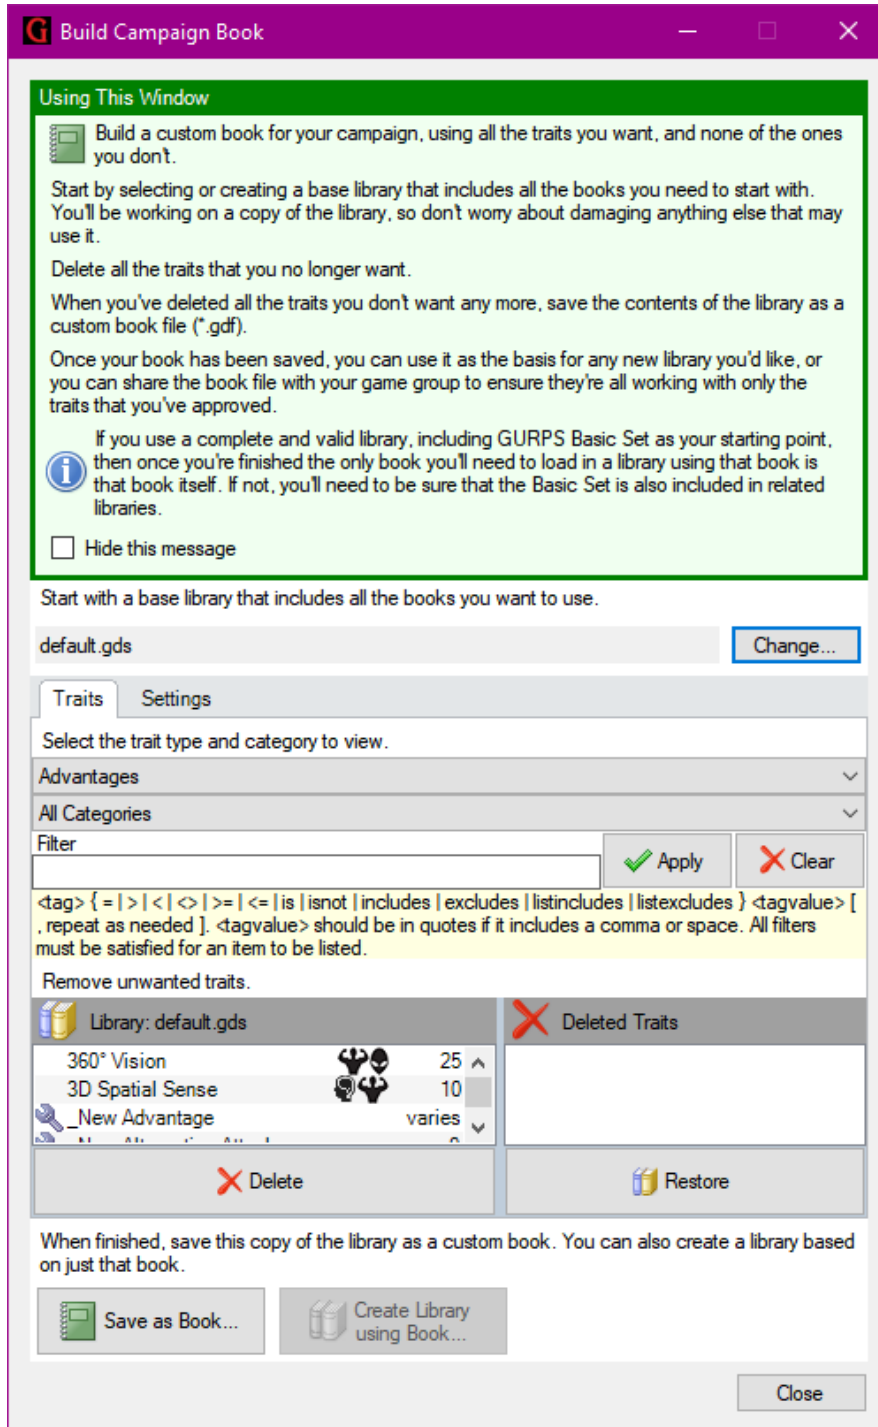 G Build Campaign Book
Using This Window
Build a custom book for your campaign, using all the traits you want, and none of the ones
you don't.
Start by selecting or creating a base library that includes all the books you need to start with.
You'll be working on a copy of the library, so don't worry about damaging anything else that may
use it.
Delete all the traits that you no longer want.
When you've deleted all the traits you don't want any more, save the contents of the library as a
custom book file (*.gdf).
Once your book has been saved, you can use it as the basis for any new library you'd like, or
you can share the book file with your game group to ensure they're all working with only the
traits that you've approved.
If you use a complete and valid library, including GURPS Basic Set as your starting point,
then once you're finished the only book you'll need to load in a library using that book is
that book itself. If not, you'll need to be sure that the Basic Set is also included in related
libraries.
Hide this message
Start with a base library that includes all the books you want to use.
default.gds Change...
Traits Settings
Select the trait type and category to view.
Advantages
All Categories
Filter
Apply Clear
<tag> { = | > | < | <> | >= | <= | is | isnot | includes | excludes | listincludes | listexcludes } <tagvalue> [
, repeat as needed ]. <tagvalue> should be in quotes if it includes a comma or space. All filters
must be satisfied for an item to be listed.
Remove unwanted traits.
Library: default.gds Deleted Traits
360° Vision 25
3D Spatial Sense 10
_New Advantage varies
Delete Restore
When finished, save this copy of the library as a custom book. You can also create a library based
on just that book.
Save as Book... Create Library
using Book...
Close